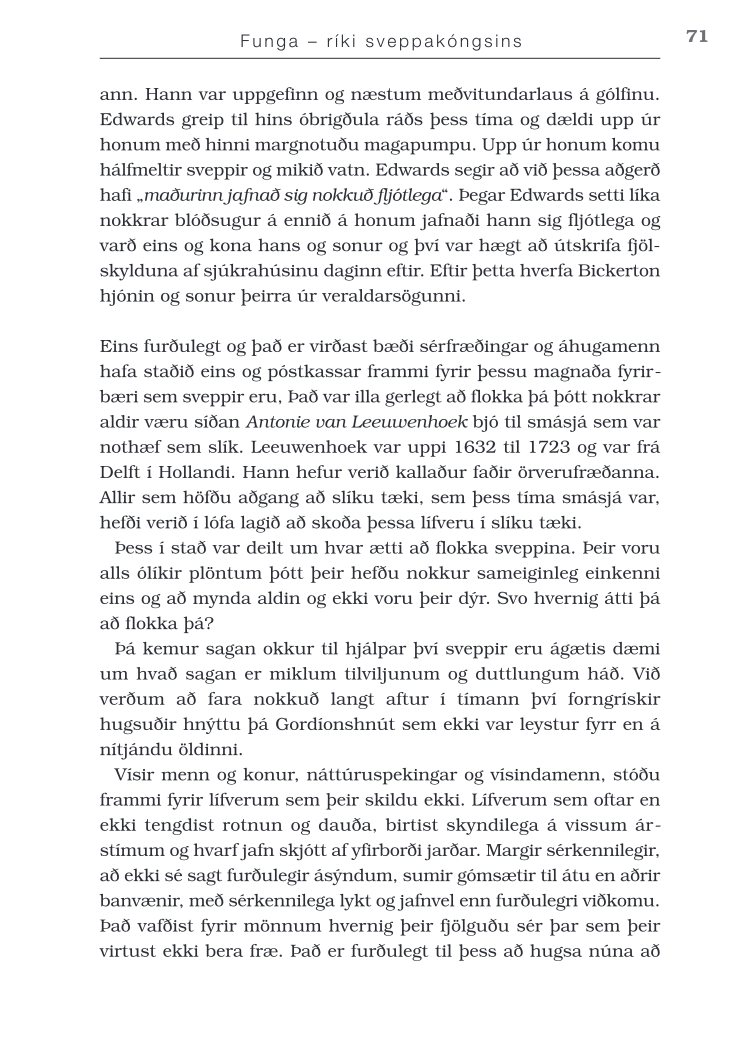 Funga – ríki sveppakóngsins
71
ann. Hann var uppgefinn og næstum meðvitundarlaus á gólfinu.
Edwards greip til hins óbrigðula ráðs þess tíma og dældi upp úr
honum með hinni margnotuðu magapumpu. Upp úr honum komu
hálfmeltir sveppir og mikið vatn. Edwards segir að við þessa aðgerð
hafi „maðurinn jafnað sig nokkuð fljótlega“. Þegar Edwards setti líka
nokkrar blóðsugur á ennið á honum jafnaði hann sig fljótlega og
varð eins og kona hans og sonur og því var hægt að útskrifa fjöl-
skylduna af sjúkrahúsinu daginn eftir. Eftir þetta hverfa Bickerton
hjónin og sonur þeirra úr veraldarsögunni.
Eins furðulegt og það er virðast bæði sérfræðingar og áhugamenn
hafa staðið eins og póstkassar frammi fyrir þessu magnaða fyrir-
bæri sem sveppir eru, Það var illa gerlegt að flokka þá þótt nokkrar
aldir væru síðan Antonie van Leeuwenhoek bjó til smásjá sem var
nothæf sem slík. Leeuwenhoek var uppi 1632 til 1723 og var frá
Delft í Hollandi. Hann hefur verið kallaður faðir örverufræðanna.
Allir sem höfðu aðgang að slíku tæki, sem þess tíma smásjá var,
hefði verið í lófa lagið að skoða þessa lífveru í slíku tæki.
Þess í stað var deilt um hvar ætti að flokka sveppina. Þeir voru
alls ólíkir plöntum þótt þeir hefðu nokkur sameiginleg einkenni
eins og að mynda aldin og ekki voru þeir dýr. Svo hvernig átti þá
að flokka þá?
Þá kemur sagan okkur til hjálpar því sveppir eru ágætis dæmi
um hvað sagan er miklum tilviljunum og duttlungum háð. Við
verðum að fara nokkuð langt aftur í tímann því forngrískir
hugsuðir hnýttu þá Gordíonshnút sem ekki var leystur fyrr en á
nítjándu öldinni.
Vísir menn og konur, náttúruspekingar og vísindamenn, stóðu
frammi fyrir lífverum sem þeir skildu ekki. Lífverum sem oftar en
ekki tengdist rotnun og dauða, birtist skyndilega á vissum ár-
stímum og hvarf jafn skjótt af yfirborði jarðar. Margir sérkennilegir,
að ekki sé sagt furðulegir ásýndum, sumir gómsætir til átu en aðrir
banvænir, með sérkennilega lykt og jafnvel enn furðulegri viðkomu.
Það vafðist fyrir mönnum hvernig þeir fjölguðu sér þar sem þeir
virtust ekki bera fræ. Það er furðulegt til þess að hugsa núna að